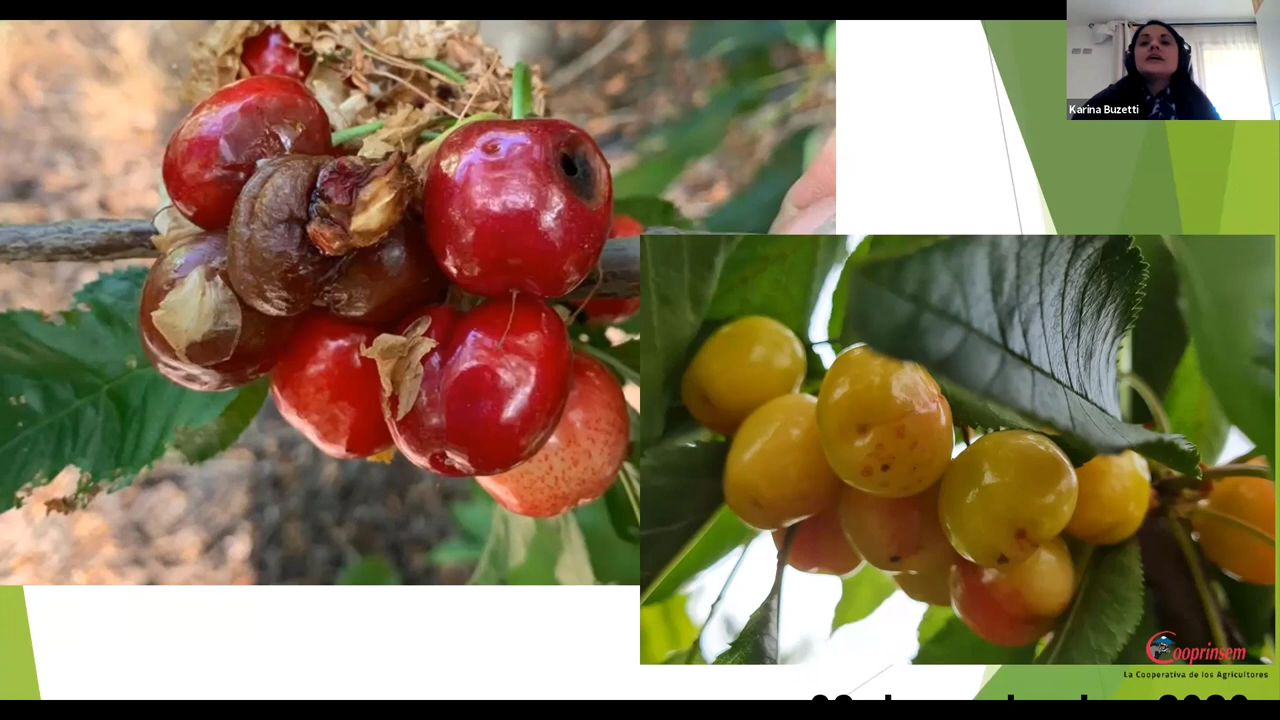 Karina Buzetti
Cooprinsem
La Cooperativa de los Agricultores